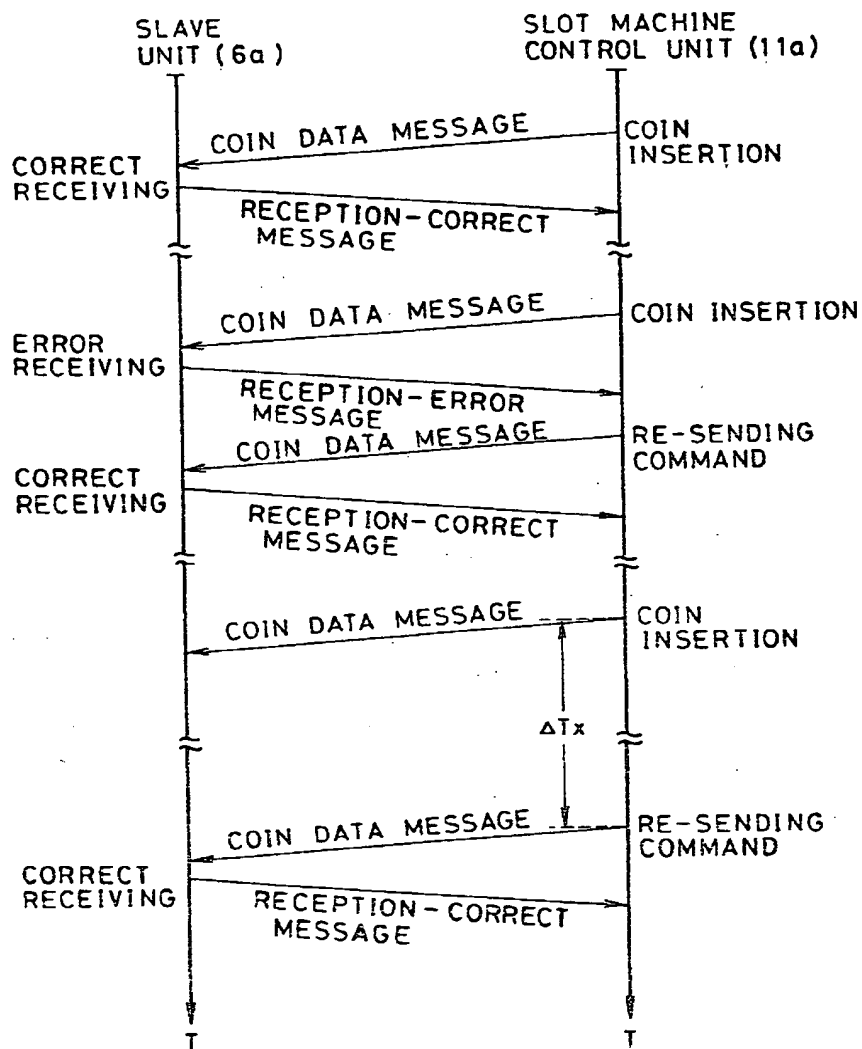 SLAVE
UNIT (6a)
SLOT MACHINE
CONTROL UNIT (11a)
COIN DATA MESSAGE
COIN
INSERTION
CORRECT
RECEIVING
RECEPTION-CORRECT
MESSAGE
COIN DATA MESSAGE
COIN INSERTION
ERROR
RECEIVING
RECEPTION-ERROR
MESSAGE
COIN DATA MESSAGE
RE-SENDING
COMMAND
CORRECT
RECEIVING
RECEPTION-CORRECT
MESSAGE
COIN DATA MESSAGE
COIN
INSERTION
ΔTx
COIN DATA MESSAGE
RE-SENDING
COMMAND
CORRECT
RECEIVING
RECEPTION-CORRECT
MESSAGE
T
T